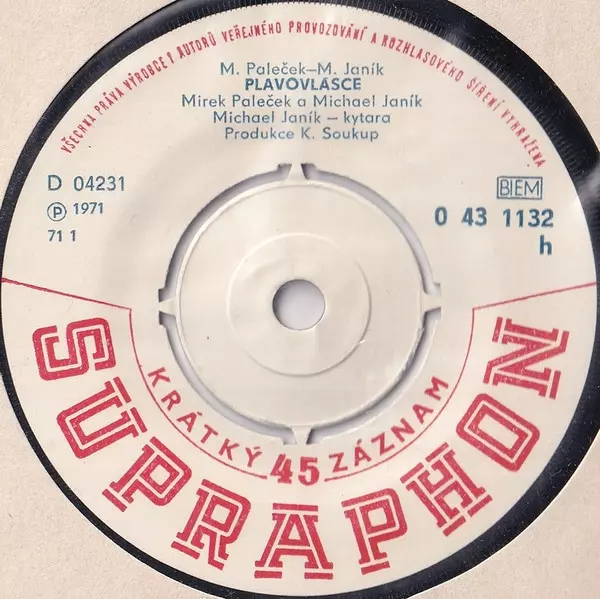 VŠECHNA PRÁVA VÝROBCE I AUTORŮ VEŘEJNÉHO PROVOZOVÁNÍ A ROZHLASOVÉHO ŠÍŘENÍ VYHRAŽENA
M. Paleček–M. Janík
PLAVOVLÁSCE
Mirek Paleček a Michael Janík
Michael Janík – kytara
Produkce K. Soukup
D 04231
Ⓟ 1971
71 1
BIEM
0 43 1132
h
KRÁTKÝ 45 ZÁZNAM
SUPRAPHON